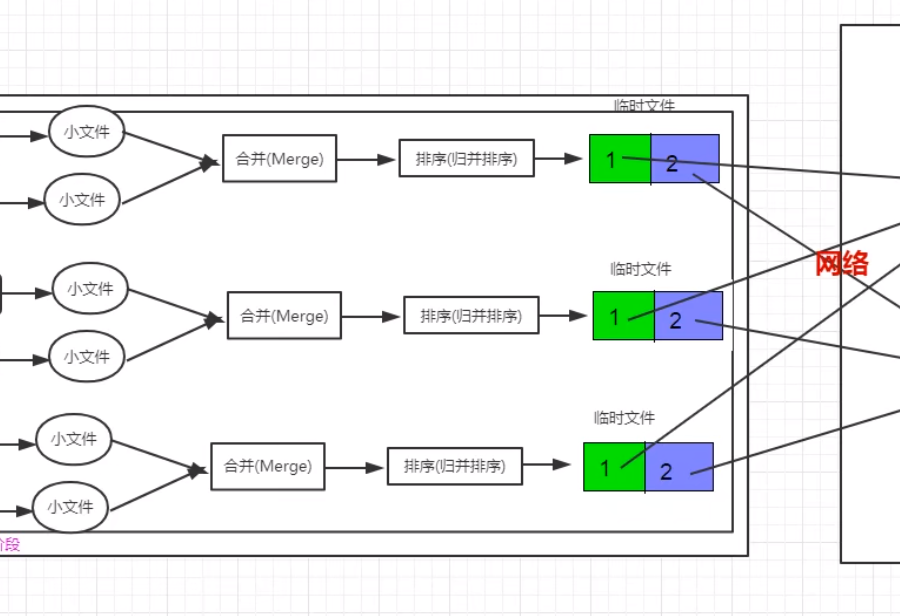 临时文件
小文件
合并(Merge)
排序(归并排序)
1
2
小文件
网络
临时文件
小文件
合并(Merge)
排序(归并排序)
1
2
小文件
临时文件
小文件
合并(Merge)
排序(归并排序)
1
2
小文件
阶段